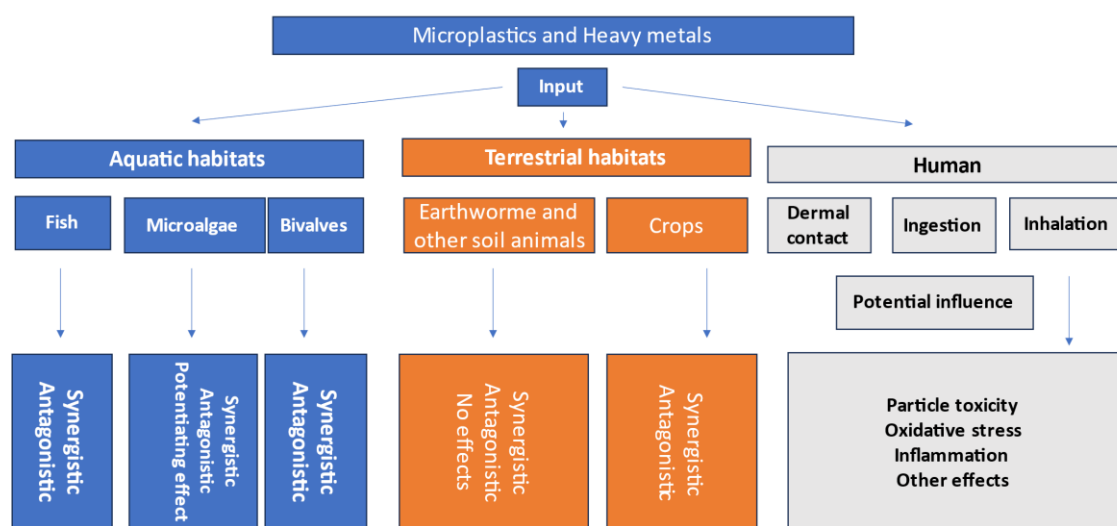 Microplastics and Heavy metals
Input
Aquatic habitats
Terrestrial habitats
Human
Fish
Microalgae
Bivalves
Earthworme and
other soil animals
Crops
Dermal
contact
Ingestion
Inhalation
Potential influence
Synergistic
Antagonistic
Synergistic
Antagonistic
Potentiating effect
Synergistic
Antagonistic
Synergistic
Antagonistic
No effects
Synergistic
Antagonistic
Particle toxicity
Oxidative stress
Inflammation
Other effects